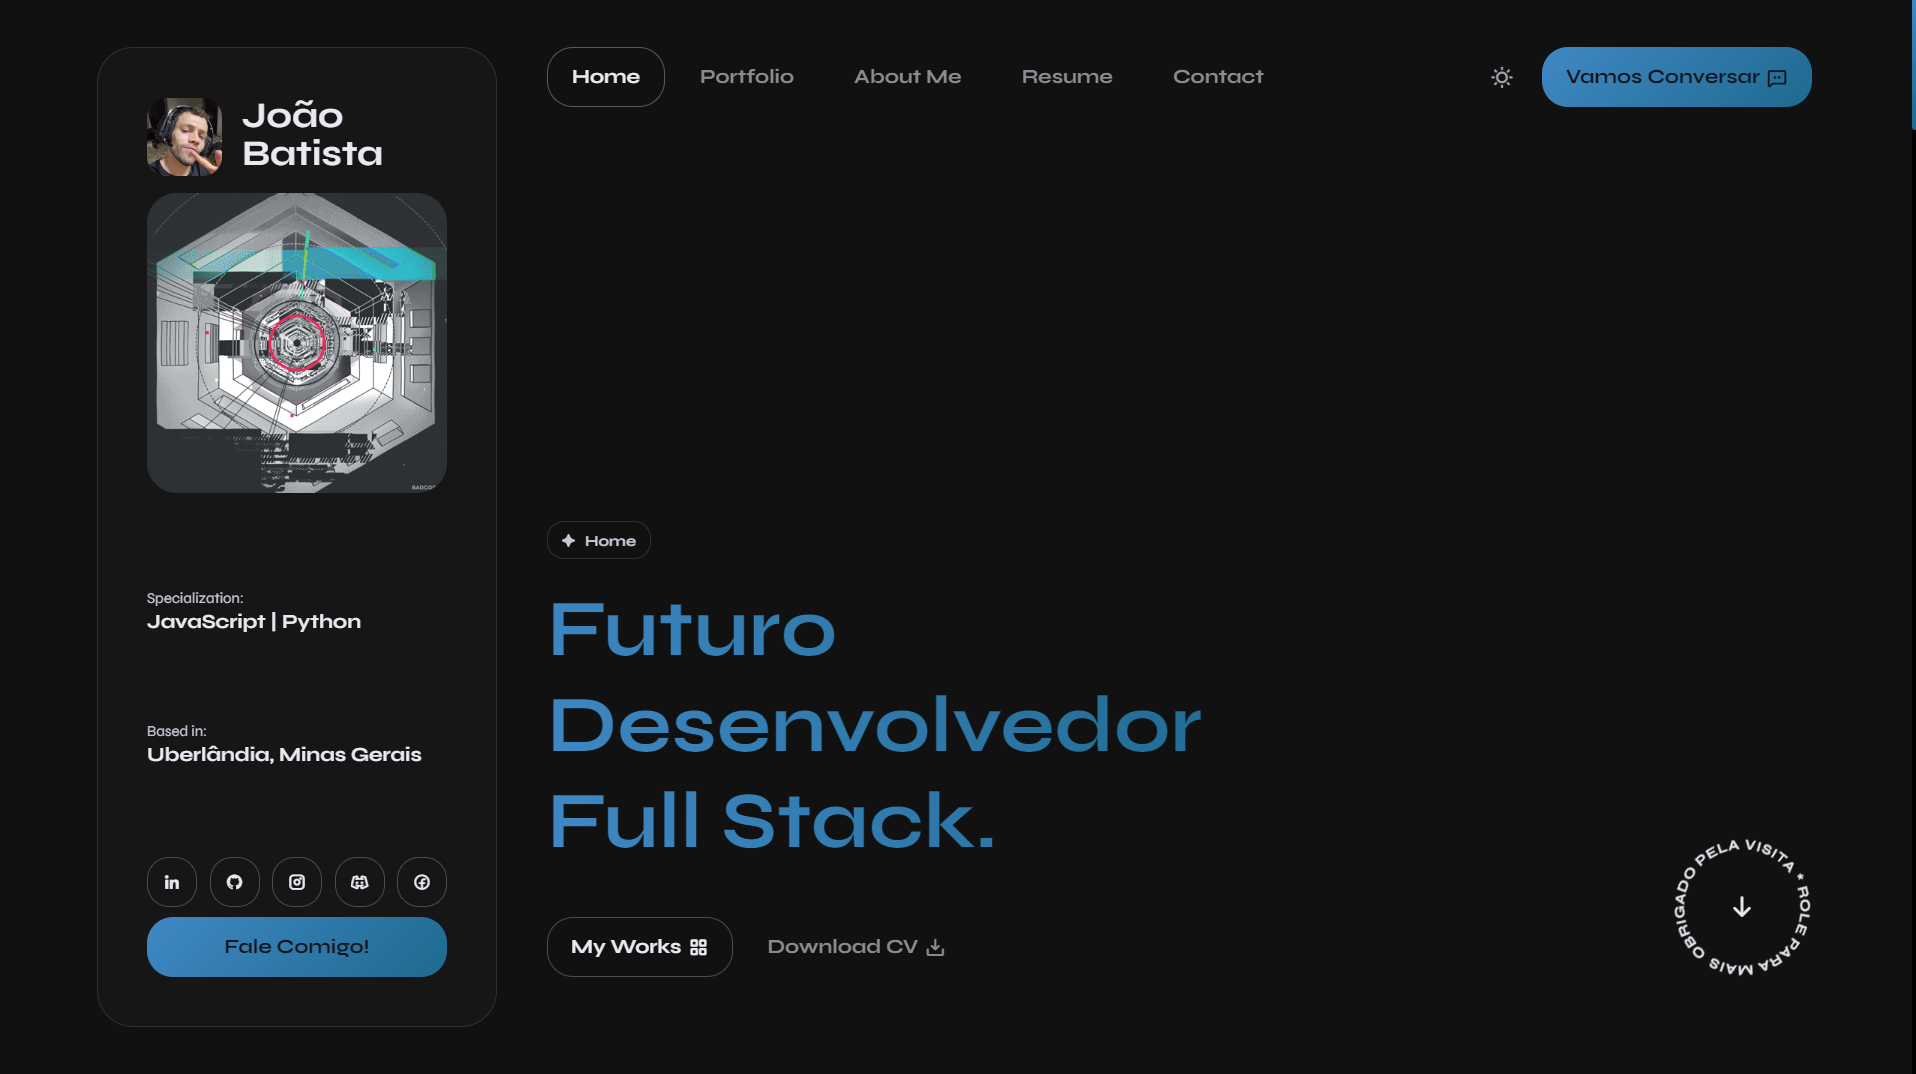 João
Batista
BADCOP
Specialization:
JavaScript | Python
Based in:
Uberlândia, Minas Gerais
Fale Comigo!
Home
Portfolio
About Me
Resume
Contact
Vamos Conversar
Home
Futuro
Desenvolvedor
Full Stack.
My Works
Download CV
OBRIGADO PELA VISITA * ROLE PARA MAIS